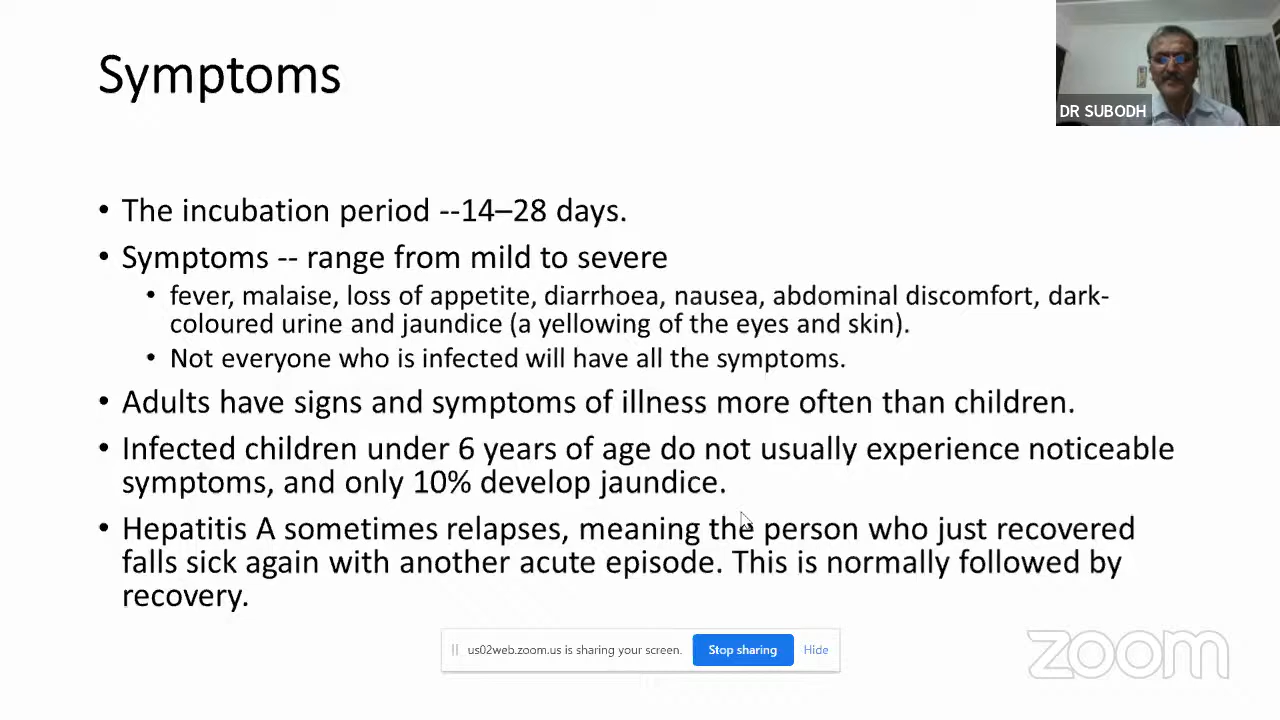 Symptoms
DR SUBODH
• The incubation period --14–28 days.
• Symptoms -- range from mild to severe
• fever, malaise, loss of appetite, diarrhoea, nausea, abdominal discomfort, dark-
coloured urine and jaundice (a yellowing of the eyes and skin).
• Not everyone who is infected will have all the symptoms.
• Adults have signs and symptoms of illness more often than children.
• Infected children under 6 years of age do not usually experience noticeable
symptoms, and only 10% develop jaundice.
• Hepatitis A sometimes relapses, meaning the person who just recovered
falls sick again with another acute episode. This is normally followed by
recovery.
us02web.zoom.us is sharing your screen. Stop sharing Hide
zoom